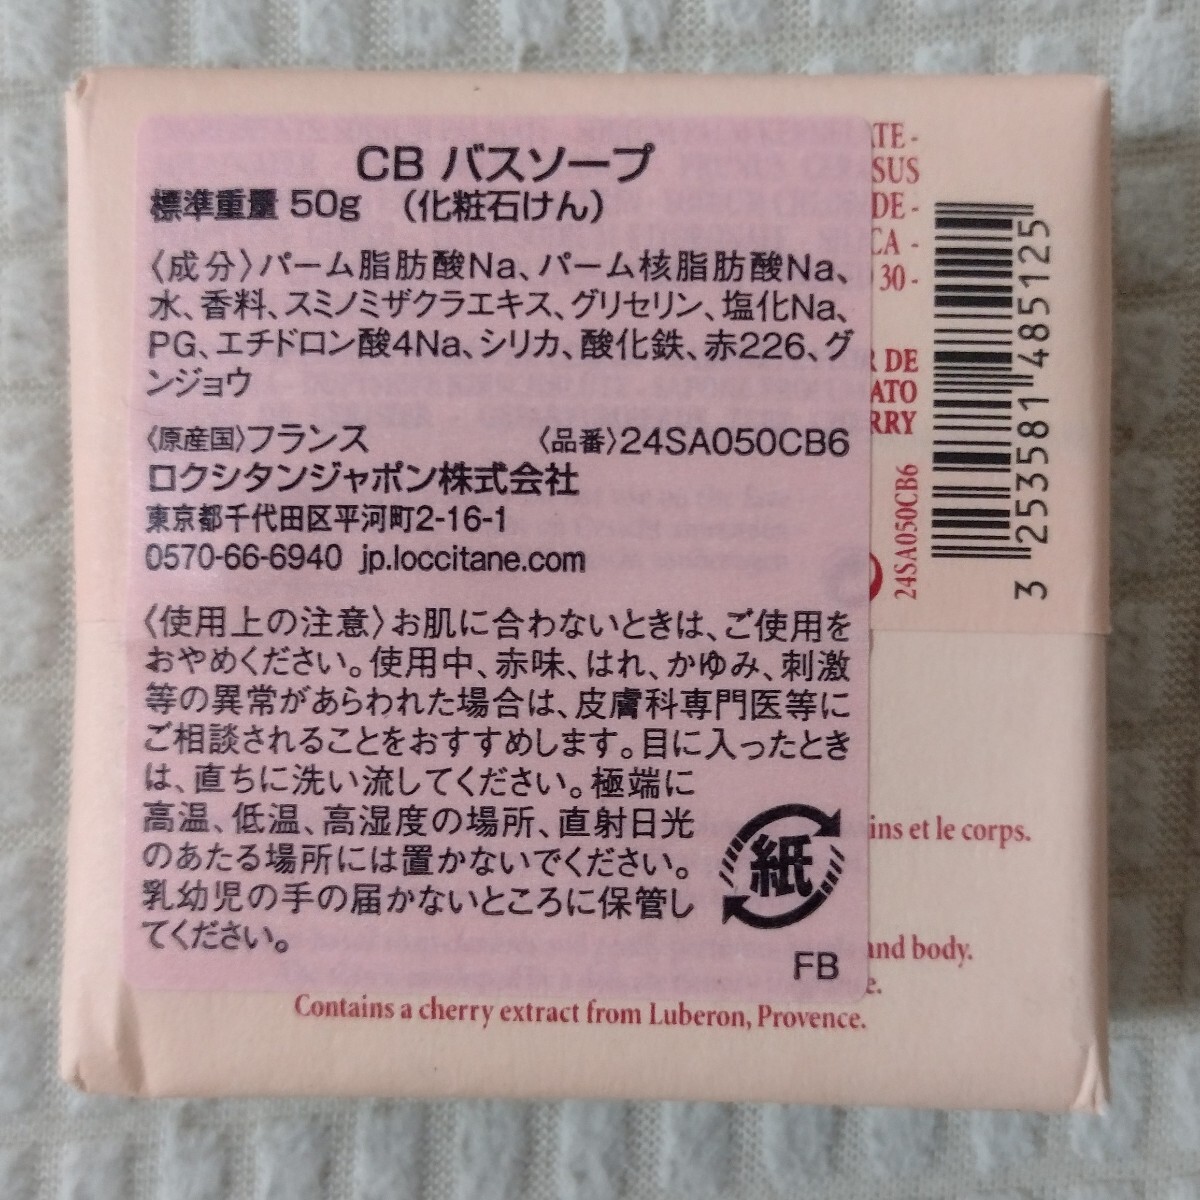 CB バスソープ
標準重量 50g （化粧石けん）
〈成分〉パーム脂肪酸Na、パーム核脂肪酸Na、
水、香料、スミノミザクラエキス、グリセリン、塩化Na、
PG、エチドロン酸4Na、シリカ、酸化鉄、赤226、グ
ンジョウ
〈原産国〉フランス 〈品番〉24SA050CB6
ロクシタンジャポン株式会社
東京都千代田区平河町2-16-1
0570-66-6940 jp.loccitane.com
〈使用上の注意〉お肌に合わないときは、ご使用を
おやめください。使用中、赤味、はれ、かゆみ、刺激
等の異常があらわれた場合は、皮膚科専門医等に
ご相談されることをおすすめします。目に入ったとき
は、直ちに洗い流してください。極端に
高温、低温、高湿度の場所、直射日光
のあたる場所には置かないでください。
乳幼児の手の届かないところに保管し
てください。
紙
FB
ATE -
SUS
DE -
CA -
30 -
R DE
ATO
RRY
24SA050CB6
3 253581 485125
ins et le corps.
and body.
e.
Contains a cherry extract from Luberon, Provence.